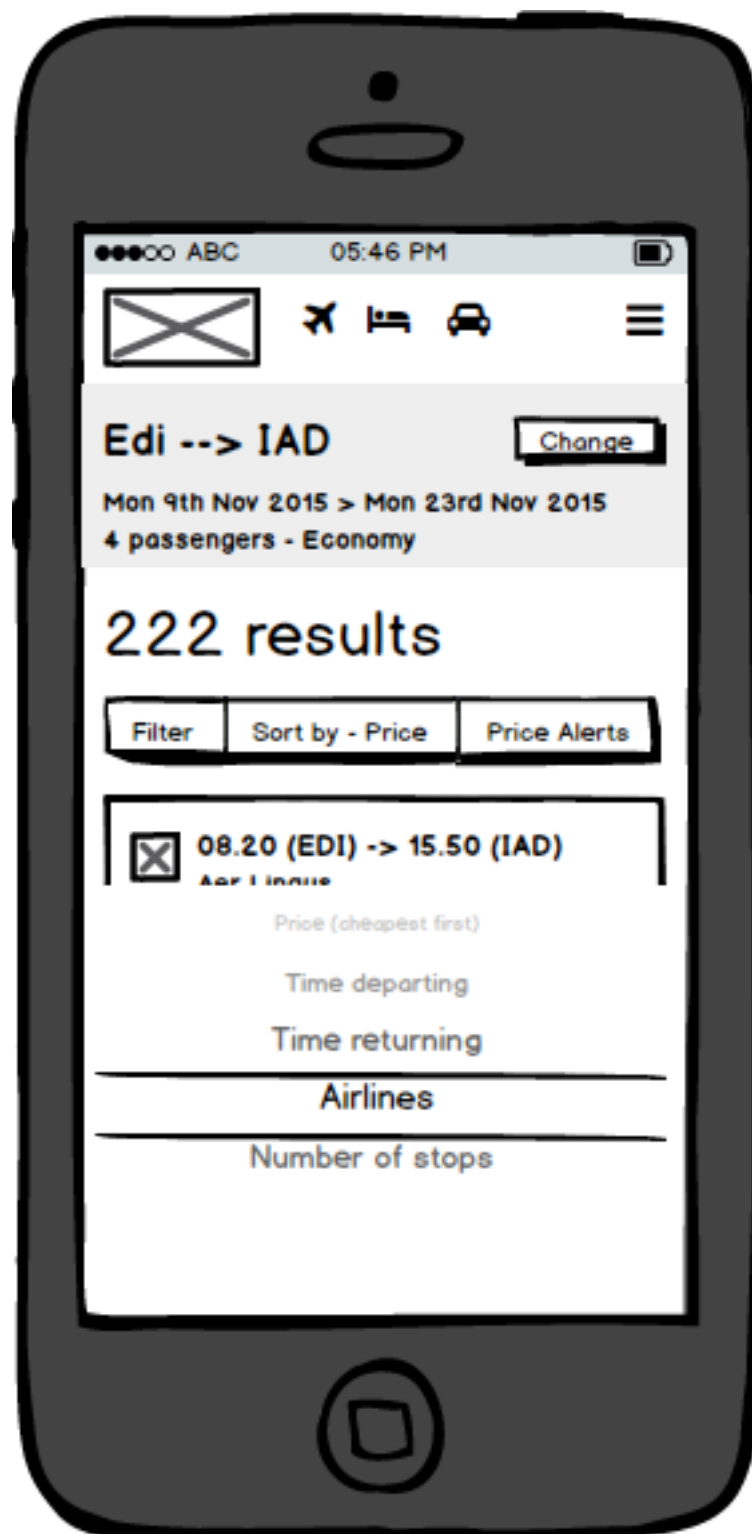 ABC 05:46 PM
Edi --> IAD
Change
Mon 9th Nov 2015 > Mon 23rd Nov 2015
4 passengers - Economy
222 results
Filter
Sort by - Price
Price Alerts
08.20 (EDI) -> 15.50 (IAD)
Aer Lingus
Price (cheapest first)
Time departing
Time returning
Airlines
Number of stops